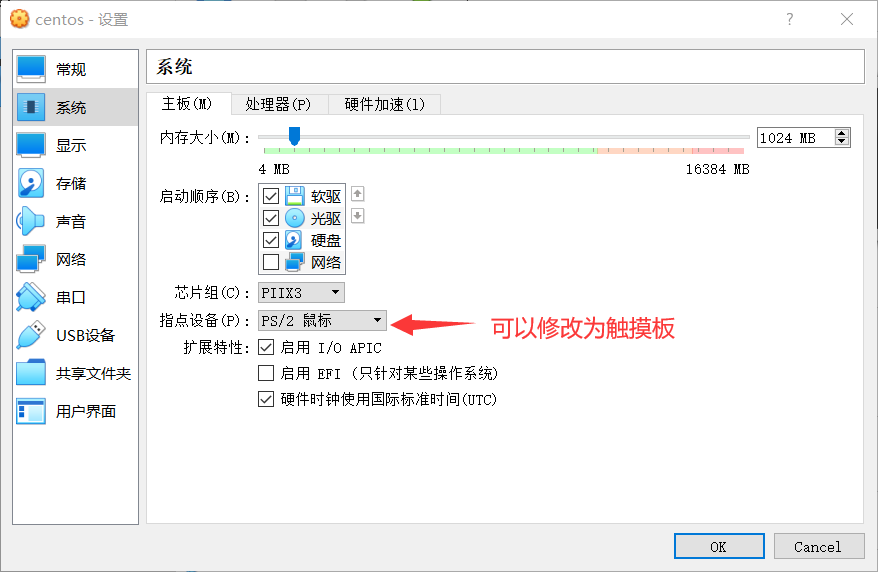 centos - 设置
?
常规
系统
显示
存储
声音
网络
串口
USB设备
共享文件夹
用户界面
系统
主板(M) 处理器(P) 硬件加速(l)
内存大小(M): 1024 MB
4 MB 16384 MB
启动顺序(B): 软驱
光驱
硬盘
网络
芯片组(C): PIIX3
指点设备(P): PS/2 鼠标 可以修改为触摸板
扩展特性: 启用 I/O APIC
启用 EFI (只针对某些操作系统)
硬件时钟使用国际标准时间(UTC)
OK Cancel